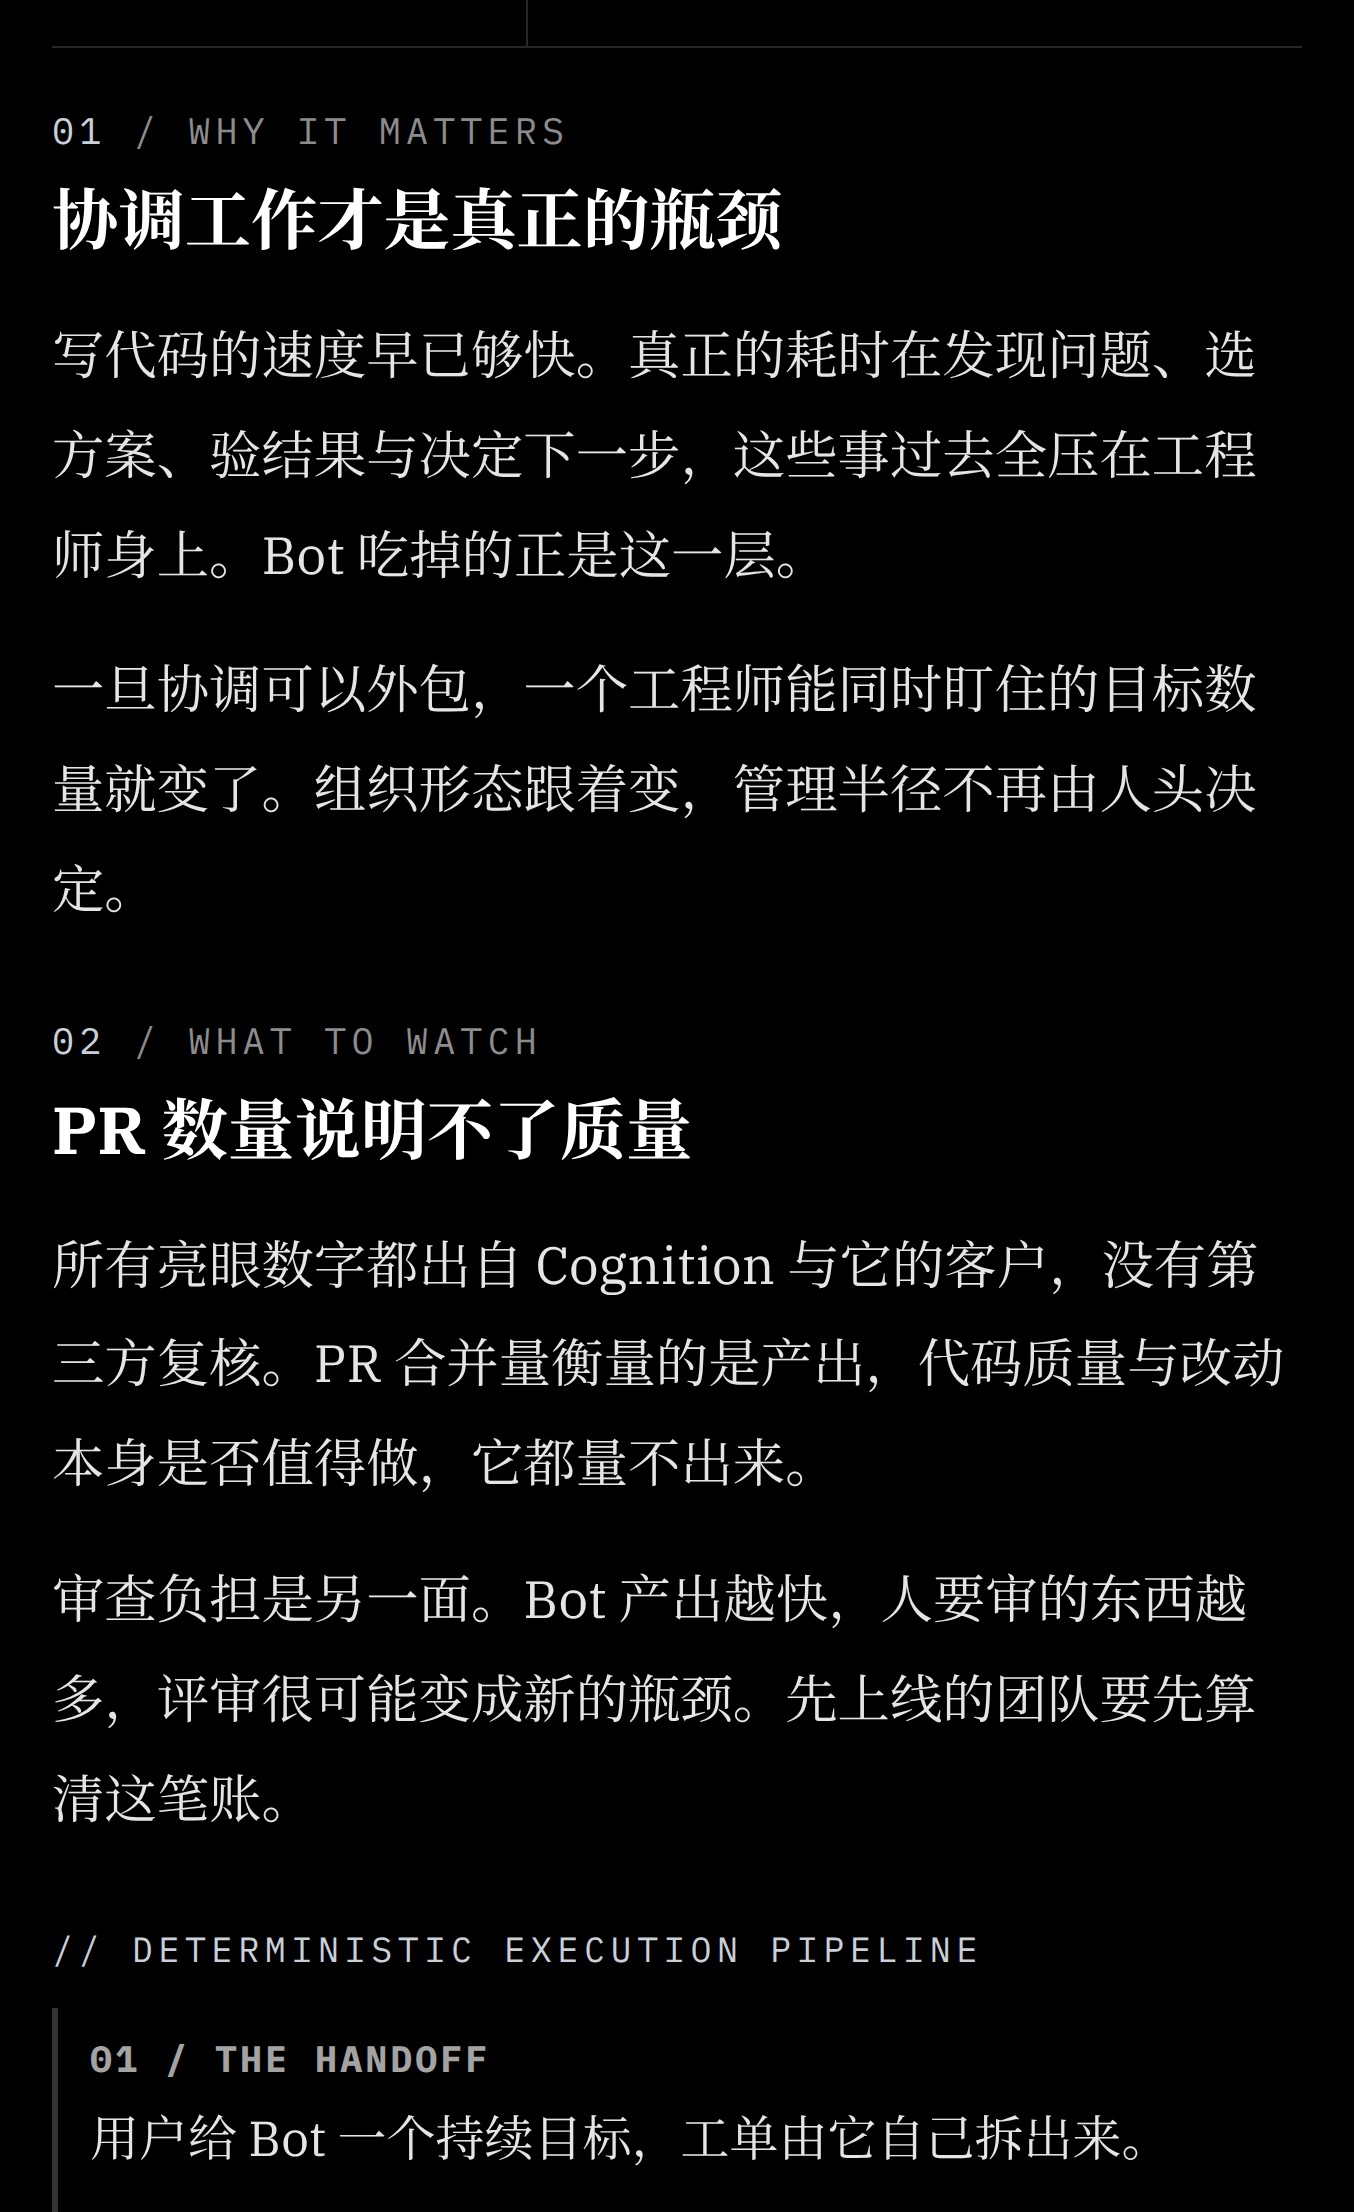 01 / WHY IT MATTERS
协调工作才是真正的瓶颈
写代码的速度早已够快。真正的耗时在发现问题、选
方案、验结果与决定下一步，这些事过去全压在工程
师身上。Bot 吃掉的正是这一层。
一旦协调可以外包，一个工程师能同时盯住的目标数
量就变了。组织形态跟着变，管理半径不再由人头决
定。
02 / WHAT TO WATCH
PR 数量说明不了质量
所有亮眼数字都出自 Cognition 与它的客户，没有第
三方复核。PR 合并量衡量的是产出，代码质量与改动
本身是否值得做，它都量不出来。
审查负担是另一面。Bot 产出越快，人要审的东西越
多，评审很可能变成新的瓶颈。先上线的团队要先算
清这笔账。
// DETERMINISTIC EXECUTION PIPELINE
01 / THE HANDOFF
用户给 Bot 一个持续目标，工单由它自己拆出来。